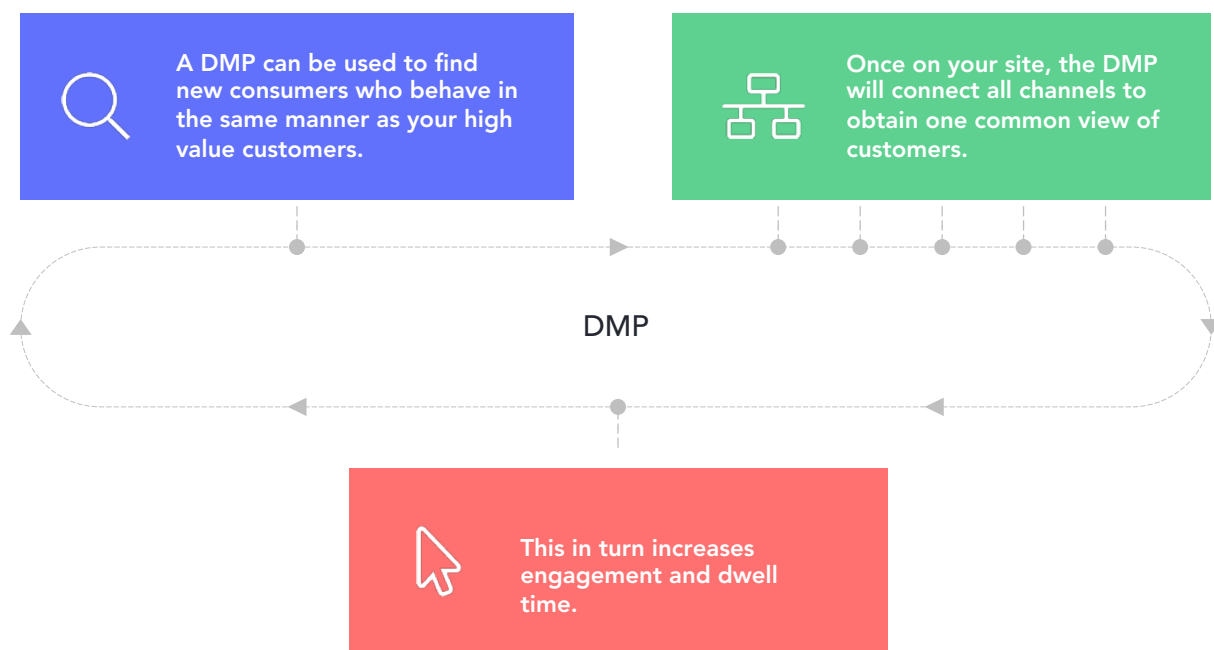 A DMP can be used to find
new consumers who behave in
the same manner as your high
value customers.
Once on your site, the DMP
will connect all channels to
obtain one common view of
customers.
DMP
This in turn increases
engagement and dwell
time.